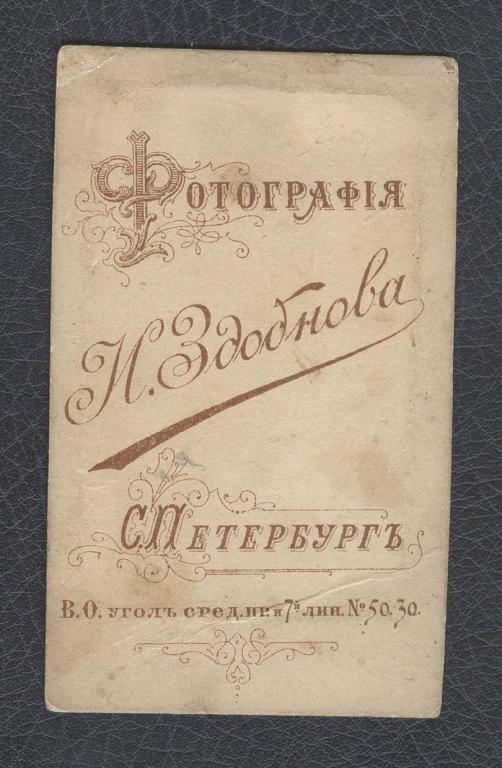 Фотографія
И. Здобнова
С.Петербургъ
В.О. уголъ сред. пр. и 7й лин. № 50-30.